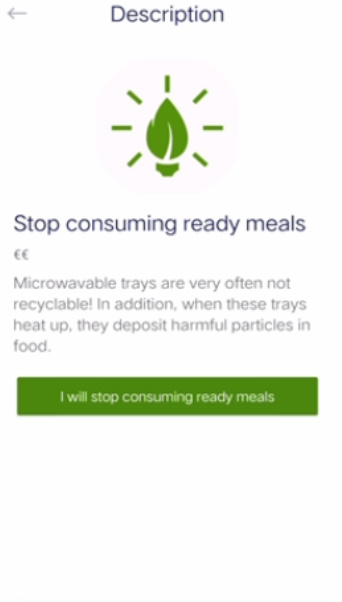 Description
Stop consuming ready meals
€€
Microwavable trays are very often not
recyclable! In addition, when these trays
heat up, they deposit harmful particles in
food.
I will stop consuming ready meals